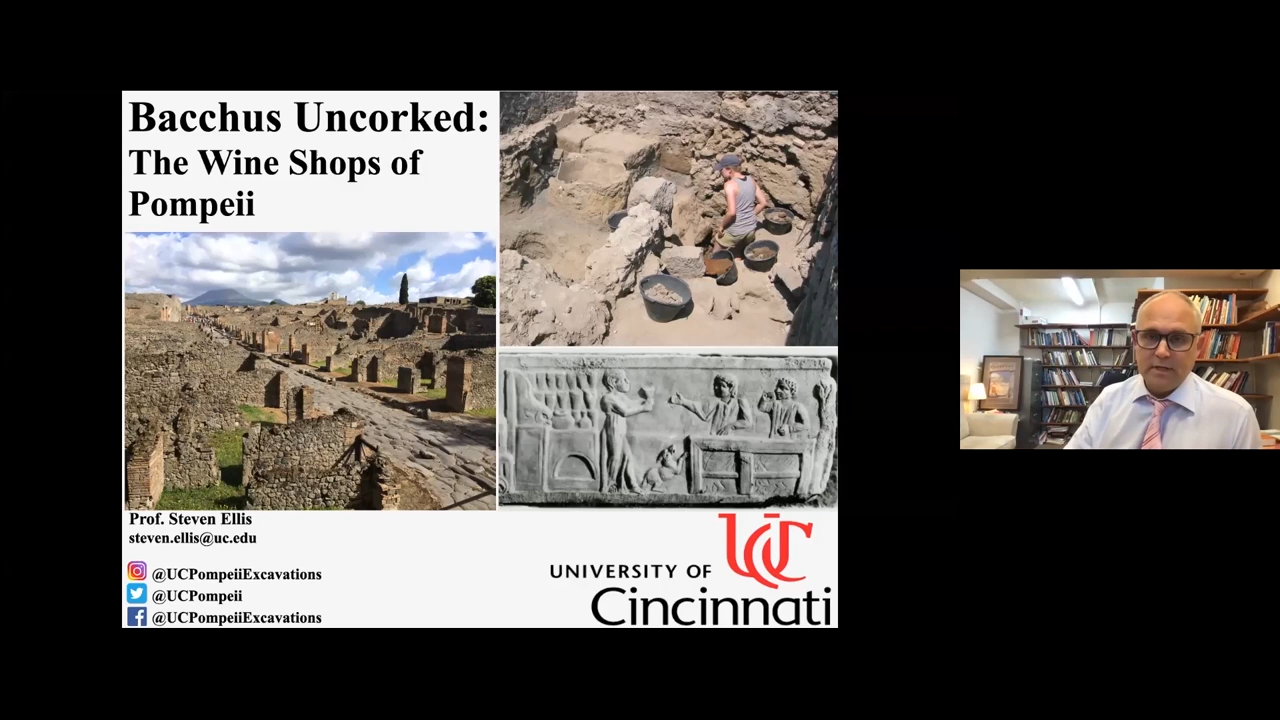 Bacchus Uncorked:
The Wine Shops of
Pompeii
Prof. Steven Ellis
steven.ellis@uc.edu
@UCPompeiiExcavations
@UCPompeii
@UCPompeiiExcavations
UC
UNIVERSITY OF
Cincinnati